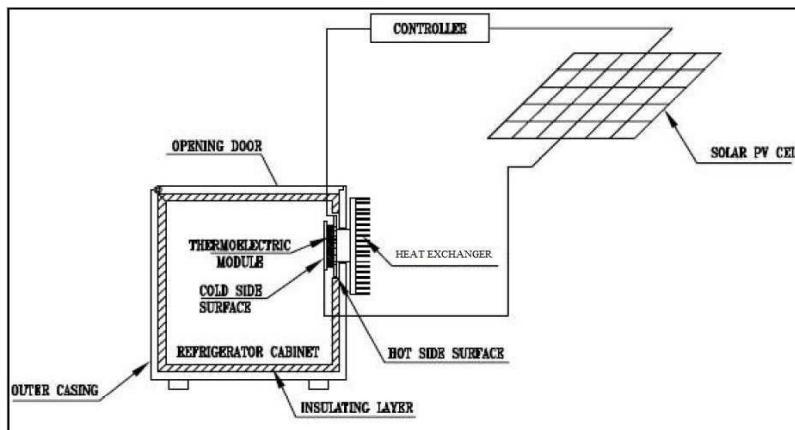 CONTROLLER
SOLAR PV CEL
OPENING DOOR
THERMOELECTRIC
MODULE
HEAT EXCHANGER
COLD SIDE
SURFACE
REFRIGERATOR CABINET
HOT SIDE SURFACE
OUTER CASING
INSULATING LAYER